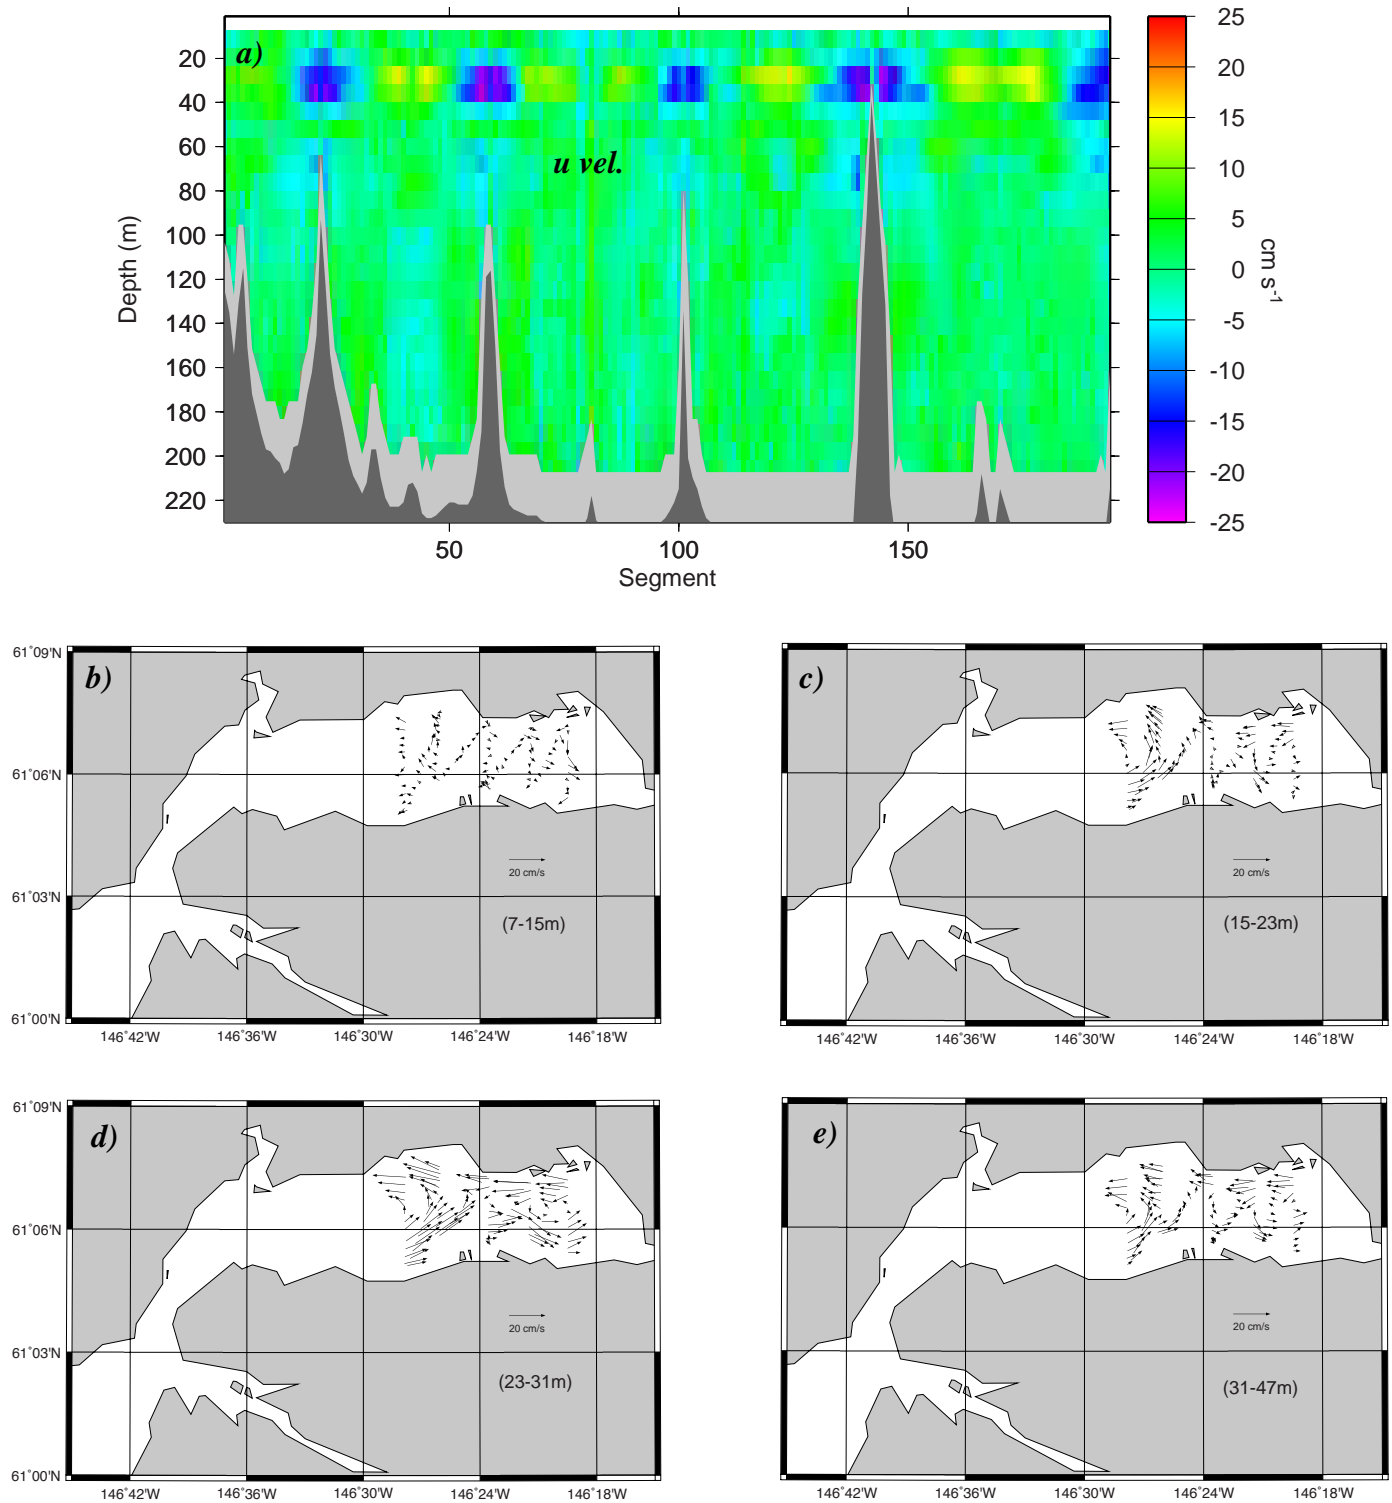 a)
u vel.
Depth (m)
20
40
60
80
100
120
140
160
180
200
220
50
100
150
Segment
25
20
15
10
5
0
-5
-10
-15
-20
-25
cm s-1
b)
61°09'N
61°06'N
61°03'N
61°00'N
20 cm/s
(7-15m)
146°42'W
146°36'W
146°30'W
146°24'W
146°18'W
c)
20 cm/s
(15-23m)
146°42'W
146°36'W
146°30'W
146°24'W
146°18'W
d)
61°09'N
61°06'N
61°03'N
61°00'N
20 cm/s
(23-31m)
146°42'W
146°36'W
146°30'W
146°24'W
146°18'W
e)
20 cm/s
(31-47m)
146°42'W
146°36'W
146°30'W
146°24'W
146°18'W